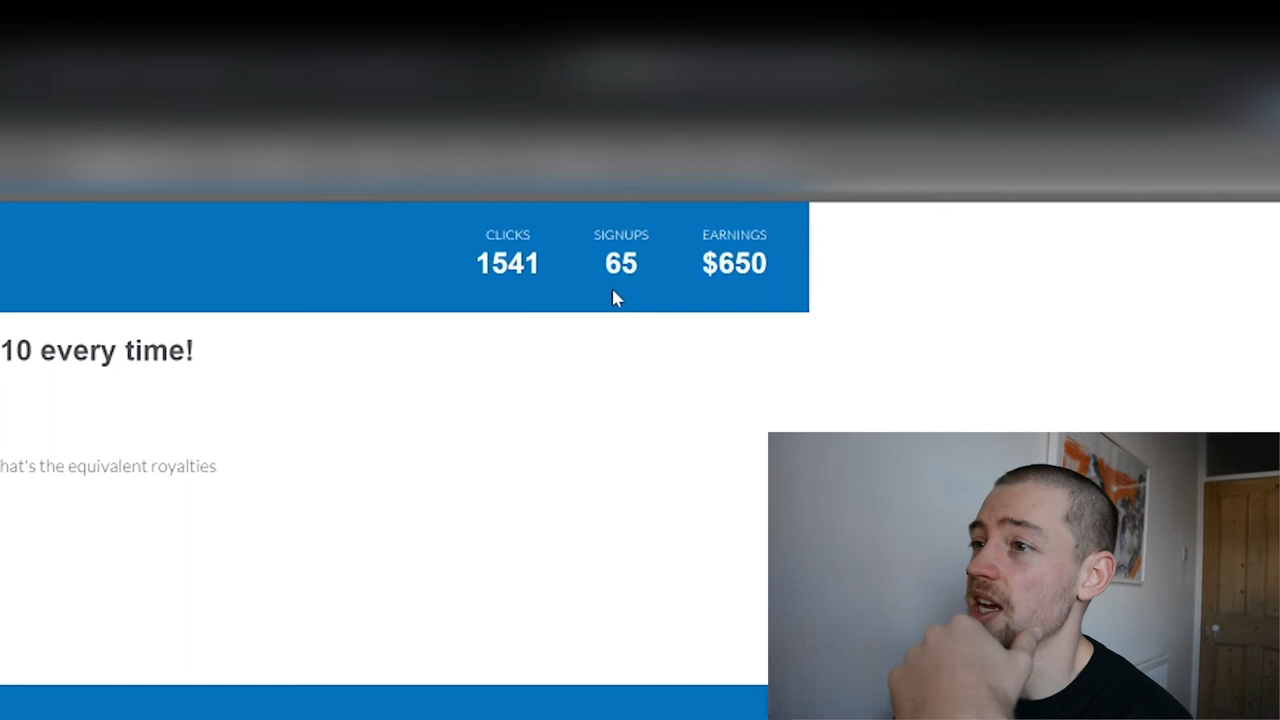 CLICKS SIGNUPS EARNINGS
1541 65 $650
10 every time!
hat's the equivalent royalties